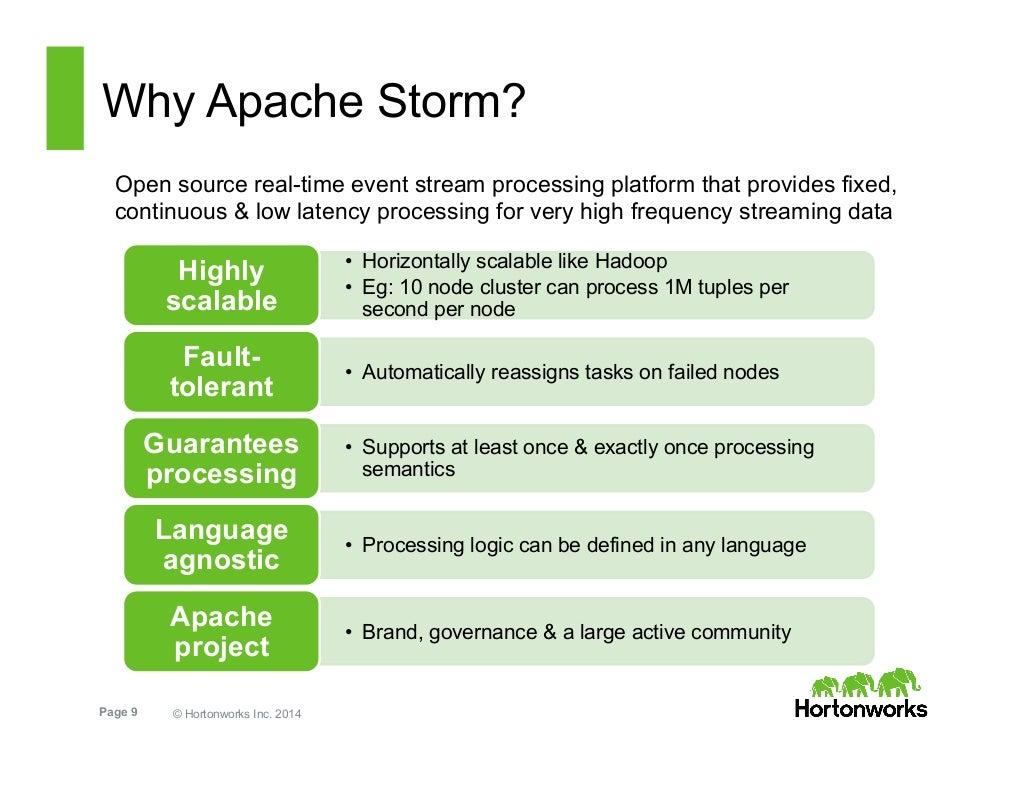 Why Apache Storm?
Open source real-time event stream processing platform that provides fixed,
continuous & low latency processing for very high frequency streaming data
Highly
scalable
• Horizontally scalable like Hadoop
• Eg: 10 node cluster can process 1M tuples per
second per node
Fault-
tolerant
• Automatically reassigns tasks on failed nodes
Guarantees
processing
• Supports at least once & exactly once processing
semantics
Language
agnostic
• Processing logic can be defined in any language
Apache
project
• Brand, governance & a large active community
Page 9
© Hortonworks Inc. 2014
Hortonworks